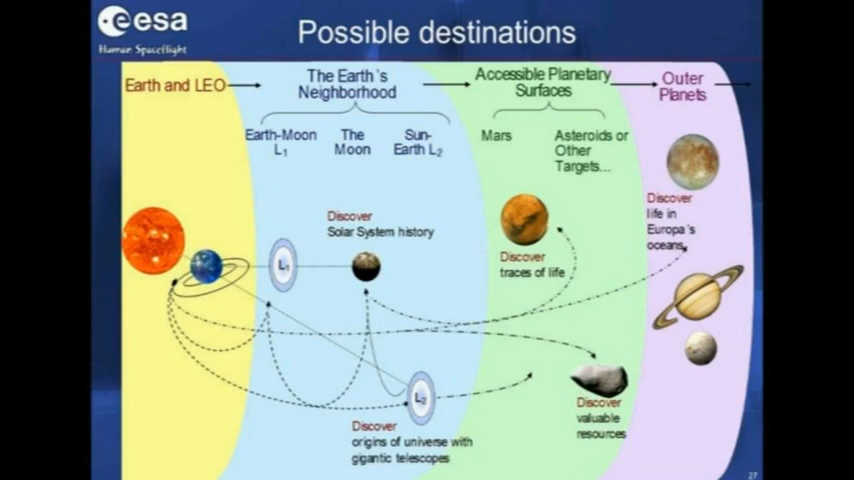 esa
Human Spaceflight
Possible destinations
Earth and LEO
The Earth's
Neighborhood
Accessible Planetary
Surfaces
Outer
Planets
Earth-Moon
L1
The
Moon
Sun-
Earth L2
Mars
Asteroids or
Other
Targets...
Discover
Solar System history
L1
Discover
traces of life
Discover
life in
Europa's
oceans
L2
Discover
origins of universe with
gigantic telescopes
Discover
valuable
resources
27